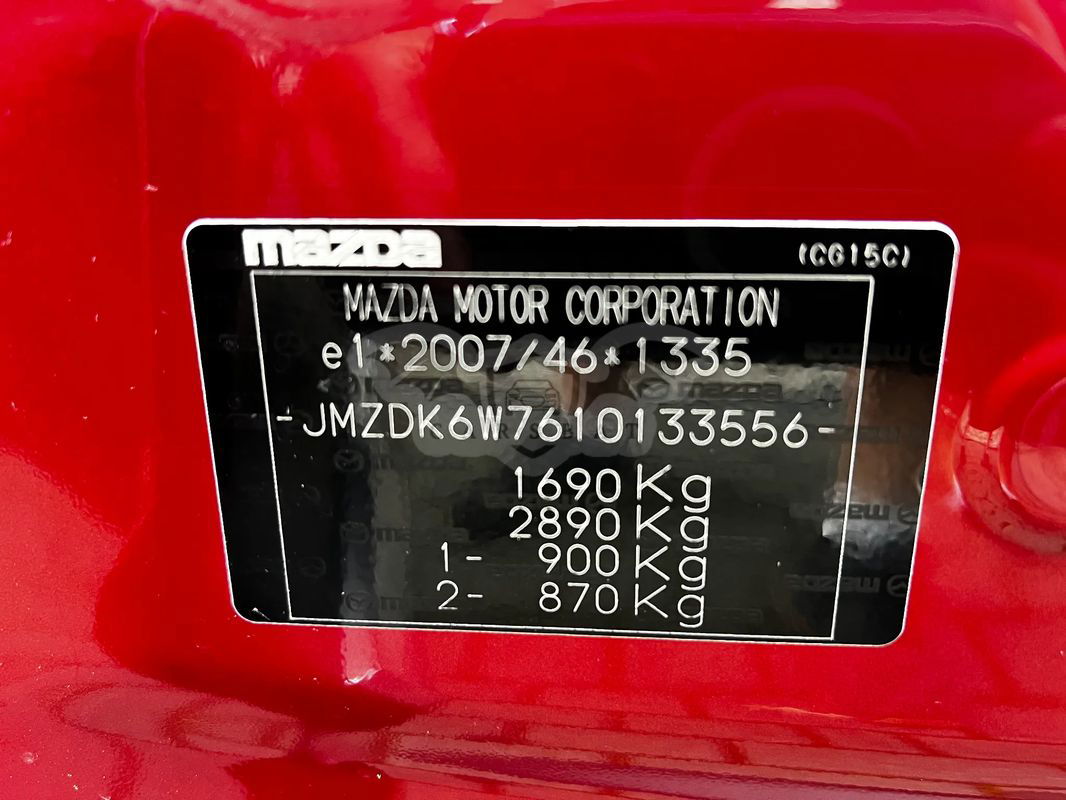 mazda
(CG15C)
MAZDA MOTOR CORPORATION
e1*2007/46*1335
-JMZDK6W7610133556-
1690Kg
2890Kg
1- 900Kg
2- 870Kg